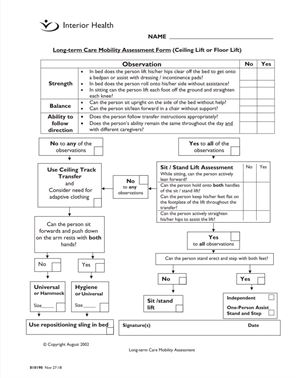 Interior Health
NAME
Long-term Care Mobility Assessment Form (Ceiling Lift or Floor Lift)
Observation No Yes
Strength
• In bed does the person lift his/her hips clear off the bed to get onto
a bedpan or assist with dressing / incontinence pads?
• In bed does the person roll onto his/her side without assistance?
• In sitting can the person lift each foot off the ground and straighten
each knee?
Balance
• Can the person sit upright on the side of the bed without help?
• Can the person sit/lean forward in a chair without support?
Ability to
follow
direction
• Does the person follow transfer instructions appropriately?
• Does the person's ability remain the same throughout the day and
with different caregivers?
No to any of the
observations
Yes to all of the
observations
Use Ceiling Track
Transfer
and
Consider need for
adaptive clothing
No
to any
observations
Sit / Stand Lift Assessment No Yes
While sitting, can the person actively
lean forward?
Can the person hold onto both handles
of the sit / stand lift?
Can the person keep his/her feet flat on
the footplate of the lift throughout the
transfer?
Can the person actively straighten
his/her hips to assist the lift?
Can the person sit
forwards and push down
on the arm rests with both
hands?
Yes
to all observations
No
Yes
Can the person stand erect and step with both feet?
No
Yes
Universal
or Hammock
Size
Hygiene
or Universal
Size
Sit /stand
lift
Independent
One-Person Assist
Stand and Step
Use repositioning sling in bed
Signature(s) Date
© Copyright August 2002
Long-term Care Mobility Assessment
810198 Nov 27-18